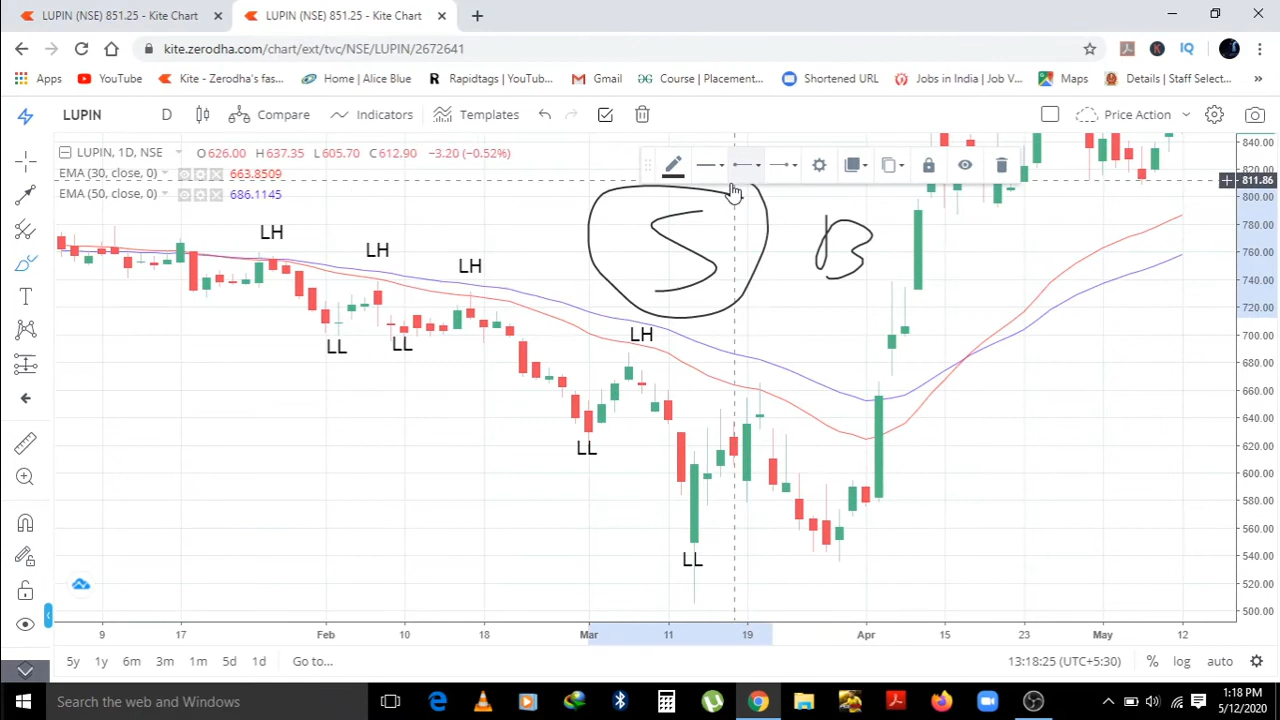 LUPIN (NSE) 851.25 - Kite Chart
LUPIN (NSE) 851.25 - Kite Chart
kite.zerodha.com/chart/ext/tvc/NSE/LUPIN/2672641
Apps YouTube Kite - Zerodha's fas... Home | Alice Blue Rapidtags | YouTub... Gmail Course | Placement... Shortened URL Jobs in India | Job V... Maps Details | Staff Select... »
LUPIN D Compare Indicators Templates Price Action
LUPIN, 1D, NSE O626.00 H637.35 L605.70 C612.90 −3.20 (−0.52%)
EMA (30, close, 0) 663.8509
EMA (50, close, 0) 686.1145
840.00
820.00
811.86
800.00
780.00
760.00
740.00
720.00
700.00
680.00
660.00
640.00
620.00
600.00
580.00
560.00
540.00
520.00
500.00
S B
LH
LH
LH
LH
LL
LL
LL
LL
9 17 Feb 10 18 Mar 11 19 Apr 15 23 May 12
5y 1y 6m 3m 1m 5d 1d Go to... 13:18:25 (UTC+5:30) % log auto
Search the web and Windows
1:18 PM
5/12/2020